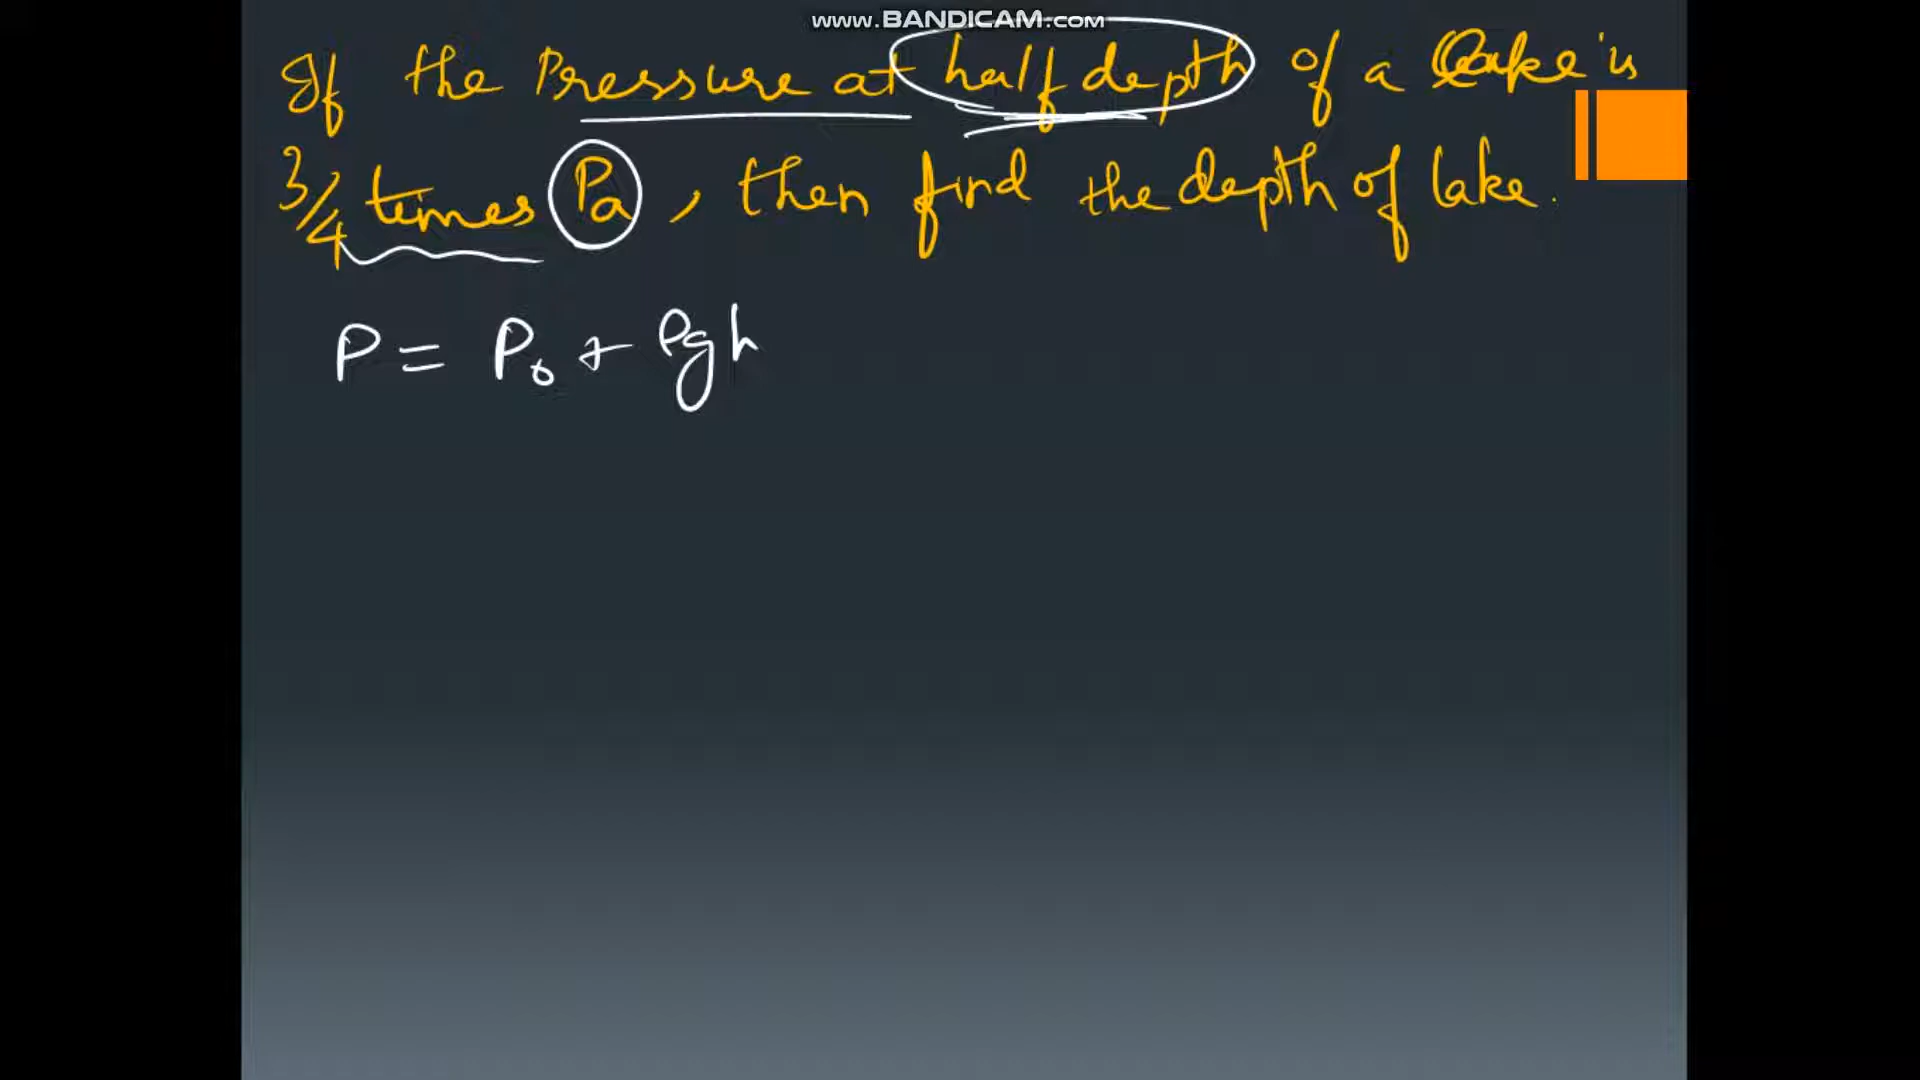 www.BANDICAM.com
If the Pressure at half depth of a lake is
3/4 times Pa, then find the depth of lake.
P = P₀ + ρgh